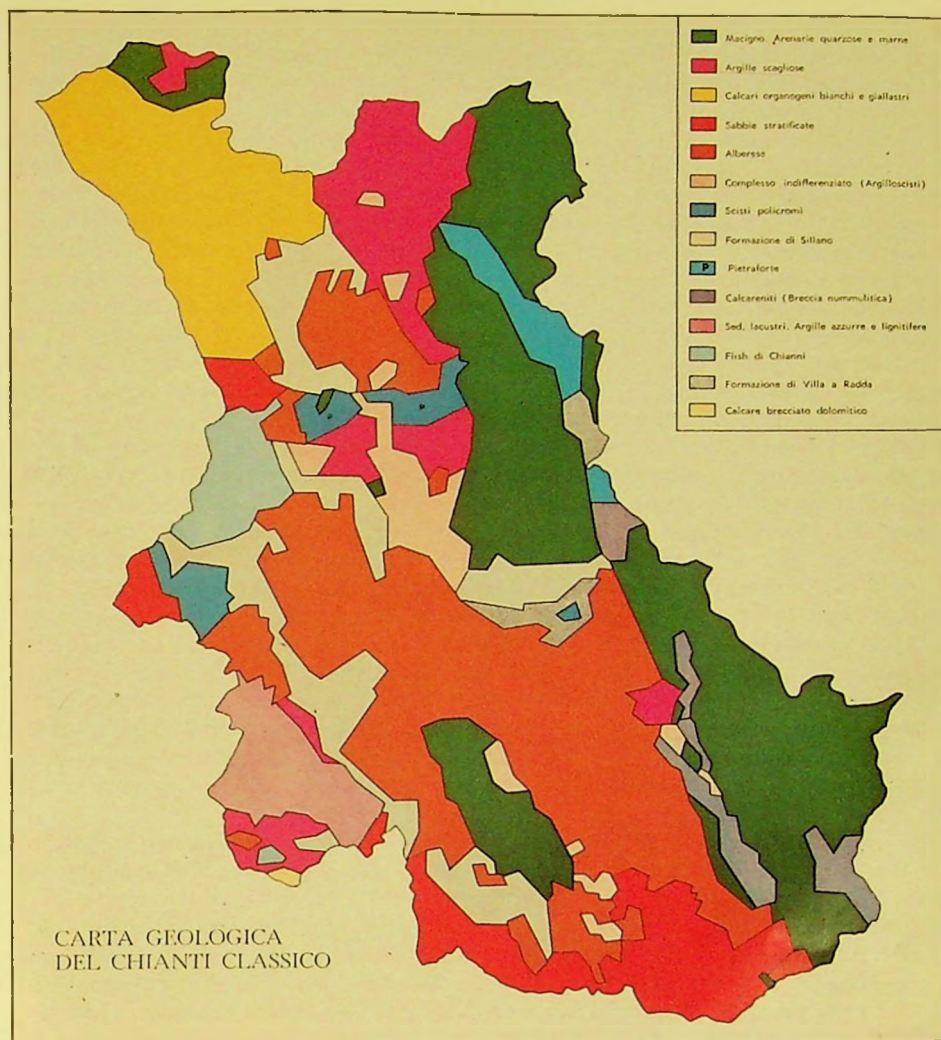 Macigno. Arenarie quarzose e marne
Argille scagliose
Calcari organogeni bianchi e giallastri
Sabbie stratificate
Alberese
Complesso indifferenziato (Argilloscisti)
Scisti policromi
Formazione di Sillano
P Pietraforte
Calcareniti (Breccia nummulitica)
Sed. lacustri. Argille azzurre e lignitifere
Flish di Chianni
Formazione di Villa a Radda
Calcare brecciato dolomitico
P
P
CARTA GEOLOGICA
DEL CHIANTI CLASSICO